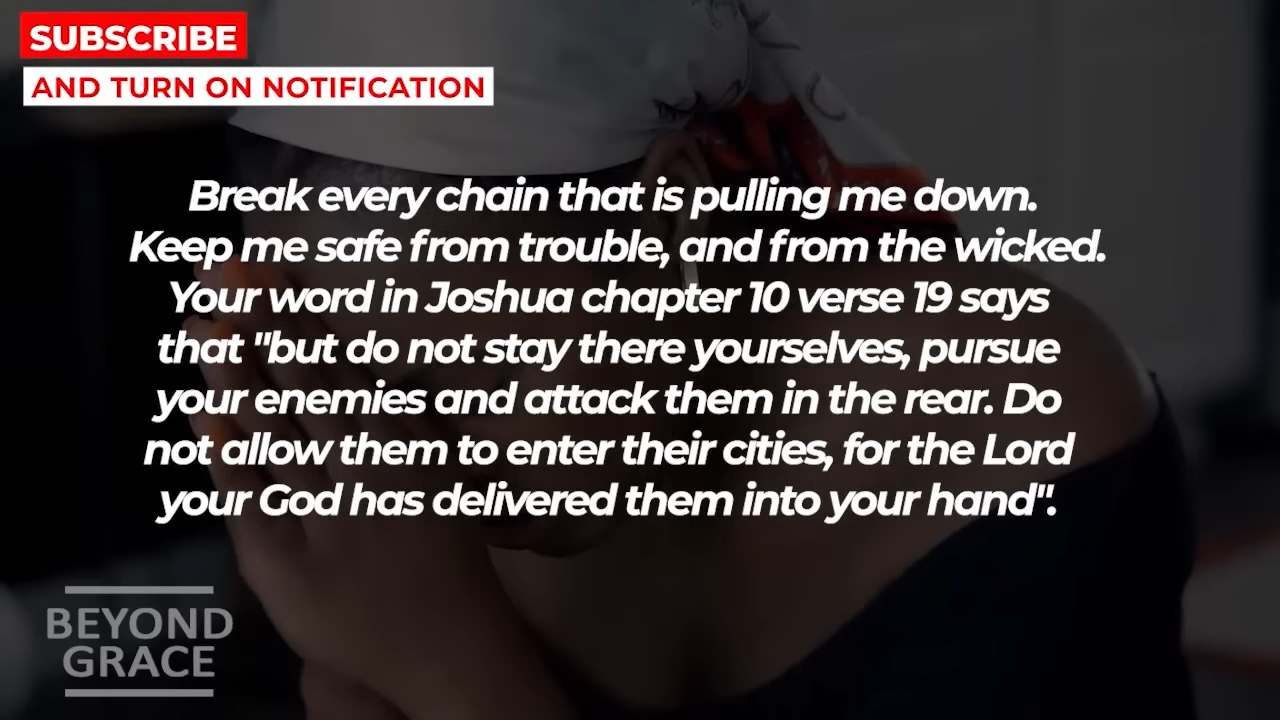 SUBSCRIBE
AND TURN ON NOTIFICATION
Break every chain that is pulling me down.
Keep me safe from trouble, and from the wicked.
Your word in Joshua chapter 10 verse 19 says
that "but do not stay there yourselves, pursue
your enemies and attack them in the rear. Do
not allow them to enter their cities, for the Lord
your God has delivered them into your hand".
BEYOND
GRACE